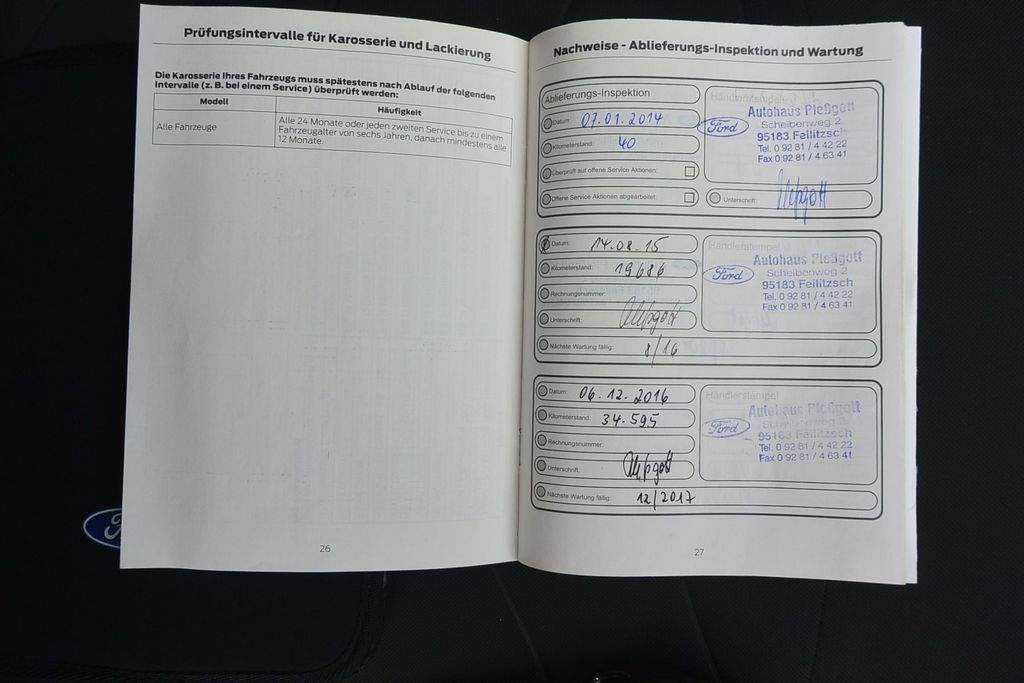 Prüfungsintervalle für Karosserie und Lackierung
Die Karosserie Ihres Fahrzeugs muss spätestens nach Ablauf der folgenden
Intervalle (z. B. bei einem Service) überprüft werden:
Modell Häufigkeit
Alle Fahrzeuge
Alle 24 Monate oder jeden zweiten Service bis zu einem
Fahrzeugalter von sechs Jahren, danach mindestens alle
12 Monate.
26
Ford
Nachweise - Ablieferungs-Inspektion und Wartung
Ablieferungs-Inspektion
Datum: 07.01.2014
Kilometerstand: 40
Überprüft auf offene Service Aktionen:
Offene Service Aktionen abgearbeitet:
Händlerstempel
Ford
Autohaus Pleßgott
Scheibenweg 2
95183 Feilitzsch
Tel. 0 92 81 / 4 42 22
Fax 0 92 81 / 4 63 41
Unterschrift: Pleßgott
Datum: 14.08.15
Kilometerstand: 19686
Rechnungsnummer:
Unterschrift: Pleßgott
Nächste Wartung fällig: 8/16
Händlerstempel
Ford
Autohaus Pleßgott
Scheibenweg 2
95183 Feilitzsch
Tel. 0 92 81 / 4 42 22
Fax 0 92 81 / 4 63 41
Datum: 06.12.2016
Kilometerstand: 34.595
Rechnungsnummer:
Unterschrift: Pleßgott
Nächste Wartung fällig: 12/2017
Händlerstempel
Ford
Autohaus Pleßgott
Scheibenweg 2
95183 Feilitzsch
Tel. 0 92 81 / 4 42 22
Fax 0 92 81 / 4 63 41
27